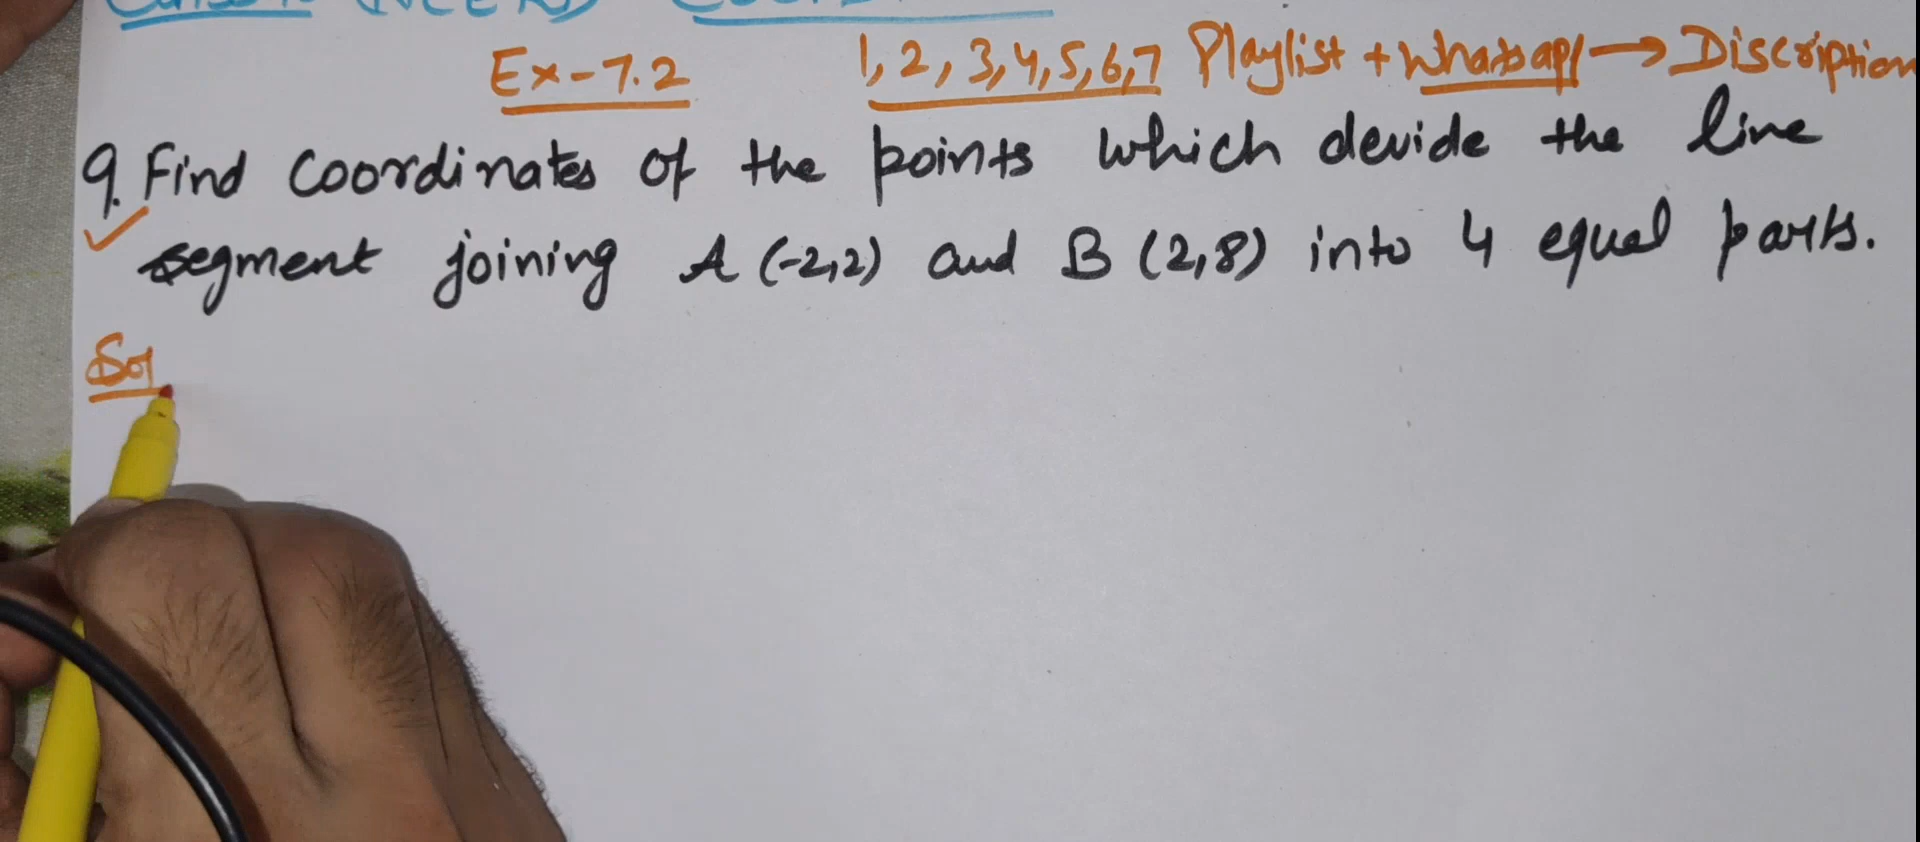 Ex-7.2 1,2,3,4,5,6,7 Playlist + Whatsapp → Discription
9. Find Coordinates of the points which devide the line
segment joining A (-2,2) and B (2,8) into 4 equal parts.
Sol